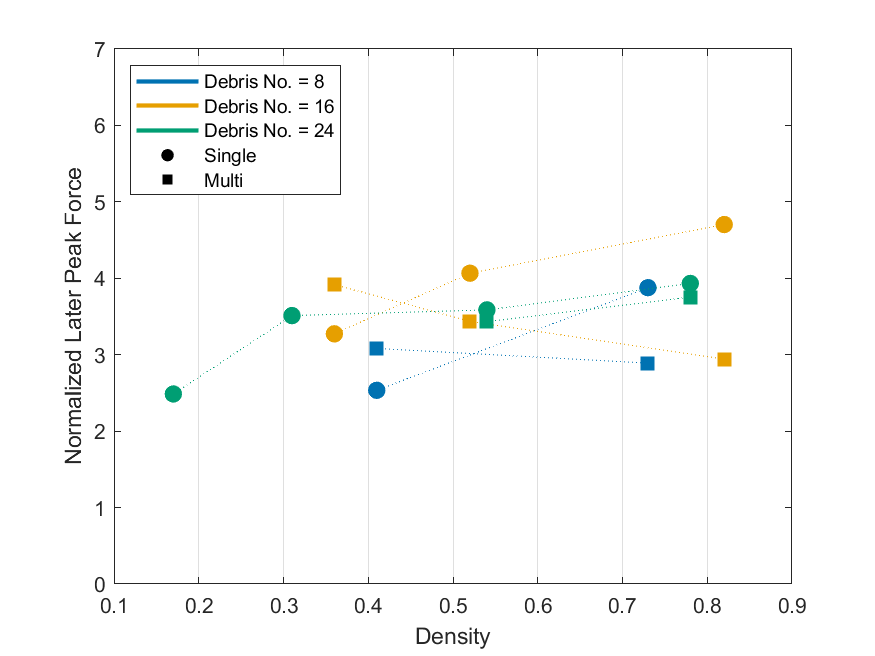 7
6
5
4
3
2
1
0
Normalized Later Peak Force
Debris No. = 8
Debris No. = 16
Debris No. = 24
Single
Multi
0.1 0.2 0.3 0.4 0.5 0.6 0.7 0.8 0.9
Density